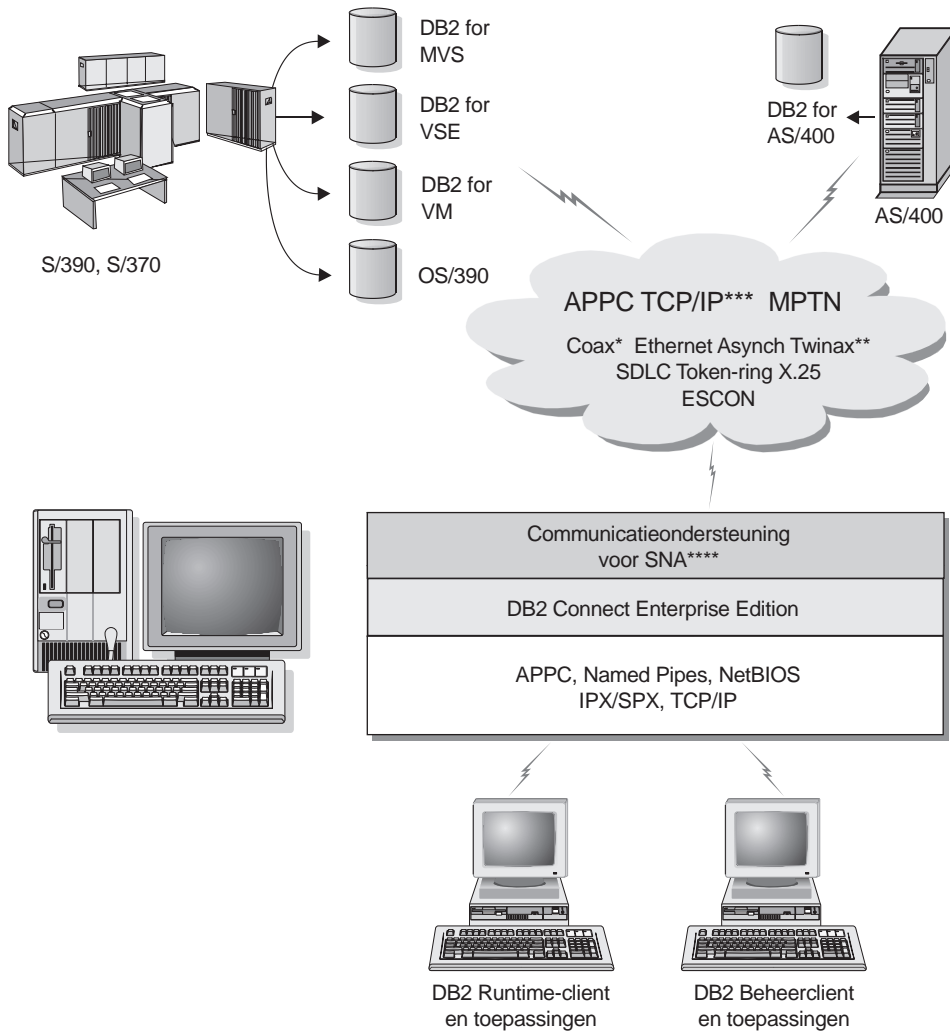 DB2 for
MVS
DB2 for
VSE
DB2 for
VM
OS/390
S/390, S/370
DB2 for
AS/400
AS/400
APPC TCP/IP*** MPTN
Coax* Ethernet Asynch Twinax**
SDLC Token-ring X.25
ESCON
Communicatieondersteuning
voor SNA****
DB2 Connect Enterprise Edition
APPC, Named Pipes, NetBIOS
IPX/SPX, TCP/IP
DB2 Runtime-client
en toepassingen
DB2 Beheerclient
en toepassingen